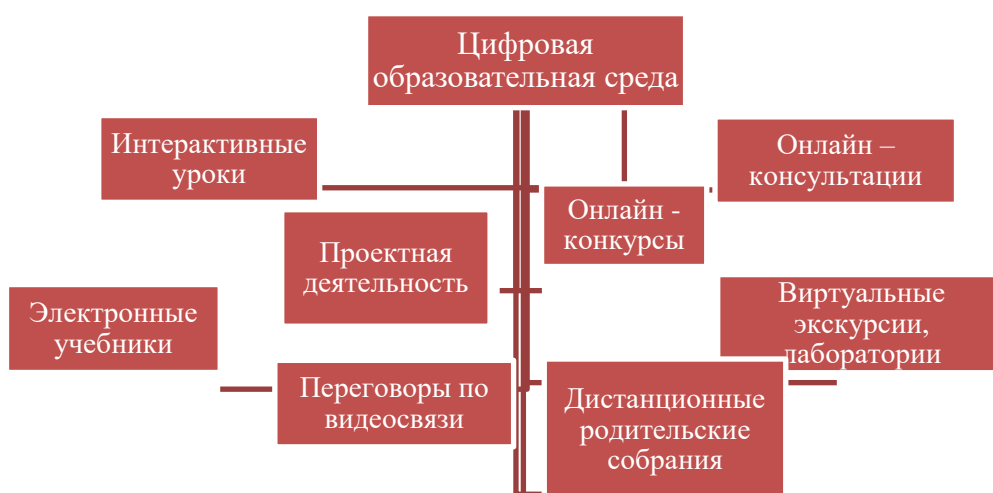 Цифровая
образовательная среда
Интерактивные
уроки
Онлайн –
консультации
Онлайн -
конкурсы
Проектная
деятельность
Электронные
учебники
Виртуальные
экскурсии,
лаборатории
Переговоры по
видеосвязи
Дистанционные
родительские
собрания